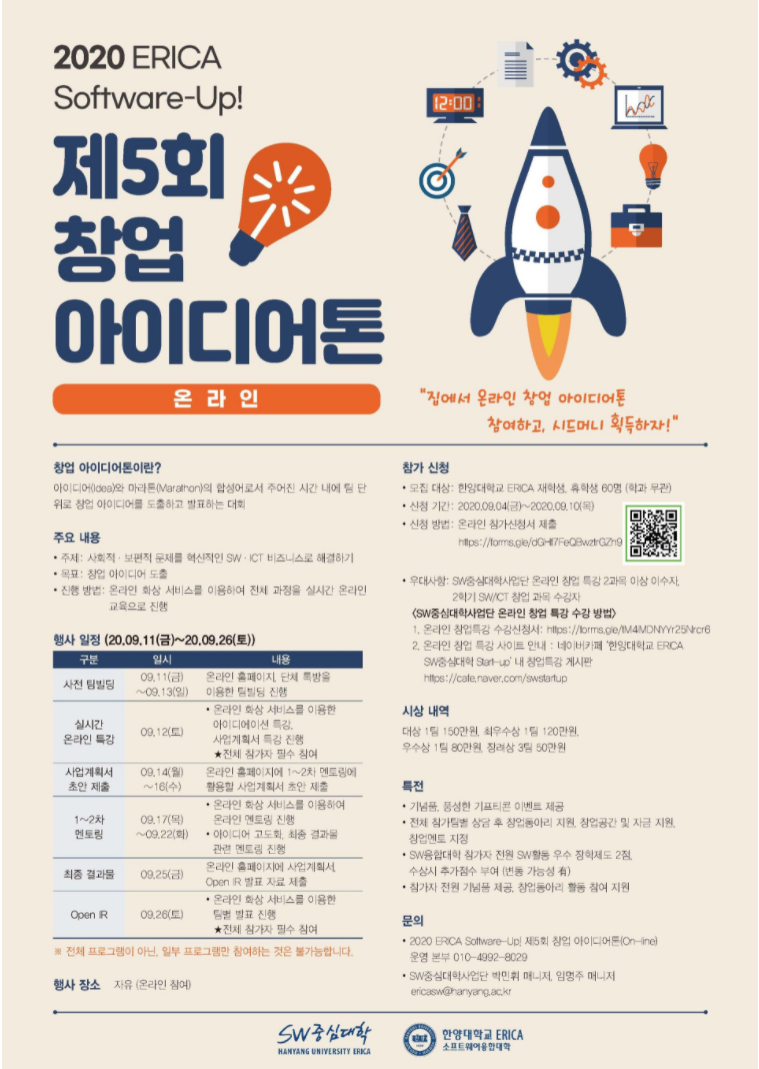 2020 ERICA
Software-Up!
제5회
창업
아이디어톤
온라인
12:00
"집에서 온라인 창업 아이디어톤
참여하고, 시드머니 획득하자!"
창업 아이디어톤이란?
아이디어(Idea)와 마라톤(Marathon)의 합성어로서 주어진 시간 내에 팀 단
위로 창업 아이디어를 도출하고 발표하는 대회
주요 내용
• 주제: 사회적·보편적 문제를 혁신적인 SW·ICT 비즈니스로 해결하기
• 목표: 창업 아이디어 도출
• 진행 방법: 온라인 화상 서비스를 이용하여 전체 과정을 실시간 온라인
교육으로 진행
행사 일정 (20.09.11(금)~20.09.26(토))
구분 일시 내용
사전 팀빌딩 09.11(금) ~09.13(일) 온라인 홈페이지, 단체 톡방을
이용한 팀빌딩 진행
실시간 온라인 특강 09.12(토) • 온라인 화상 서비스를 이용한
아이디에이션 특강,
사업계획서 특강 진행
★전체 참가자 필수 참여
사업계획서 초안 제출 09.14(월) ~16(수) 온라인 홈페이지에 1~2차 멘토링에
활용할 사업계획서 초안 제출
1~2차 멘토링 09.17(목) ~09.22(화) • 온라인 화상 서비스를 이용하여
온라인 멘토링 진행
• 아이디어 고도화, 최종 결과물
관련 멘토링 진행
최종 결과물 09.25(금) 온라인 홈페이지에 사업계획서,
Open IR 발표 자료 제출
Open IR 09.26(토) • 온라인 화상 서비스를 이용한
팀별 발표 진행
★전체 참가자 필수 참여
※ 전체 프로그램이 아닌, 일부 프로그램만 참여하는 것은 불가능합니다.
행사 장소 자유 (온라인 참여)
참가 신청
• 모집 대상: 한양대학교 ERICA 재학생, 휴학생 60명 (학과 무관)
• 신청 기간: 2020.09.04(금)~2020.09.10(목)
• 신청 방법: 온라인 참가신청서 제출
https://forms.gle/dGHf7FeQBwztrGZh9
• 우대사항: SW중심대학사업단 온라인 창업 특강 2과목 이상 이수자,
2학기 SW/ICT 창업 과목 수강자
<SW중심대학사업단 온라인 창업 특강 수강 방법>
1. 온라인 창업특강 수강신청서: https://forms.gle/fM4iMDNYYr25Nrcr6
2. 온라인 창업 특강 사이트 안내 : 네이버카페 '한양대학교 ERICA
SW중심대학 Start-up' 내 창업특강 게시판
https://cafe.naver.com/swstartup
시상 내역
대상 1팀 150만원, 최우수상 1팀 120만원,
우수상 1팀 80만원, 장려상 3팀 50만원
특전
• 기념품, 음성한 기프티콘 이벤트 제공
• 전체 참가팀별 상담 후 창업동아리 지원, 창업공간 및 자금 지원,
창업멘토 지정
• SW융합대학 참가자 전원 SW활동 우수 장학제도 2점,
수상시 추가점수 부여 (변동 가능성 有)
• 참가자 전원 기념품 제공, 창업동아리 활동 참여 지원
문의
• 2020 ERICA Software-Up! 제5회 창업 아이디어톤(On-line)
운영 본부 010-4992-8029
• SW중심대학사업단 박민휘 매니저, 임명주 매니저
ericasw@hanyang.ac.kr
SW중심대학
HANYANG UNIVERSITY ERICA
한양대학교 ERICA
소프트웨어융합대학